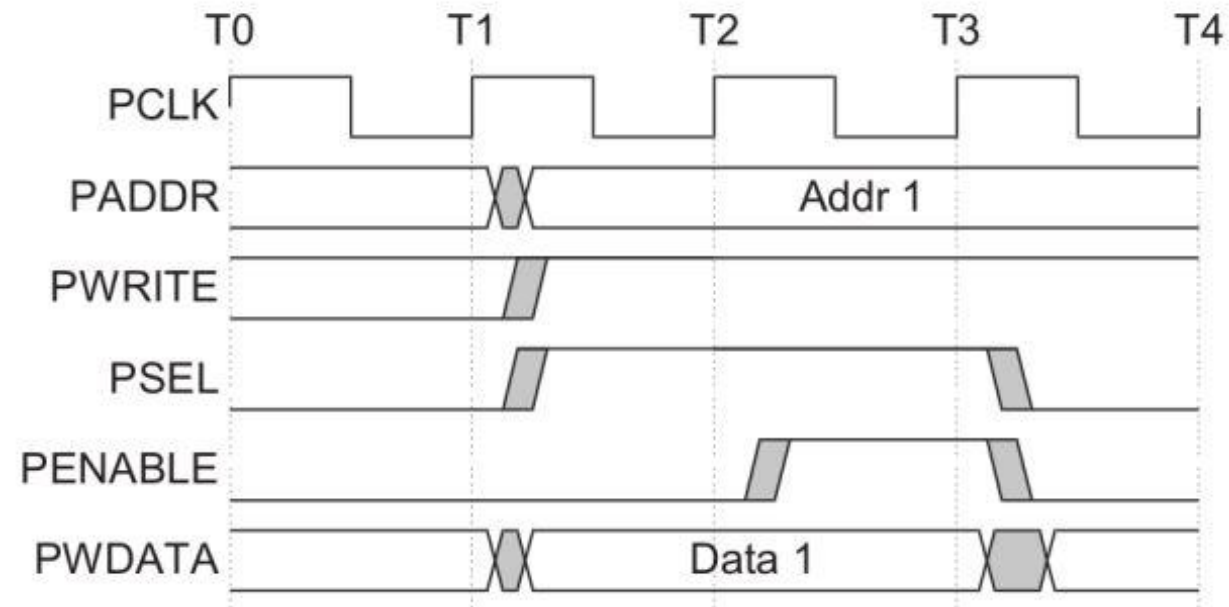 T0 T1 T2 T3 T4
PCLK
PADDR Addr 1
PWRITE
PSEL
PENABLE
PWDATA Data 1